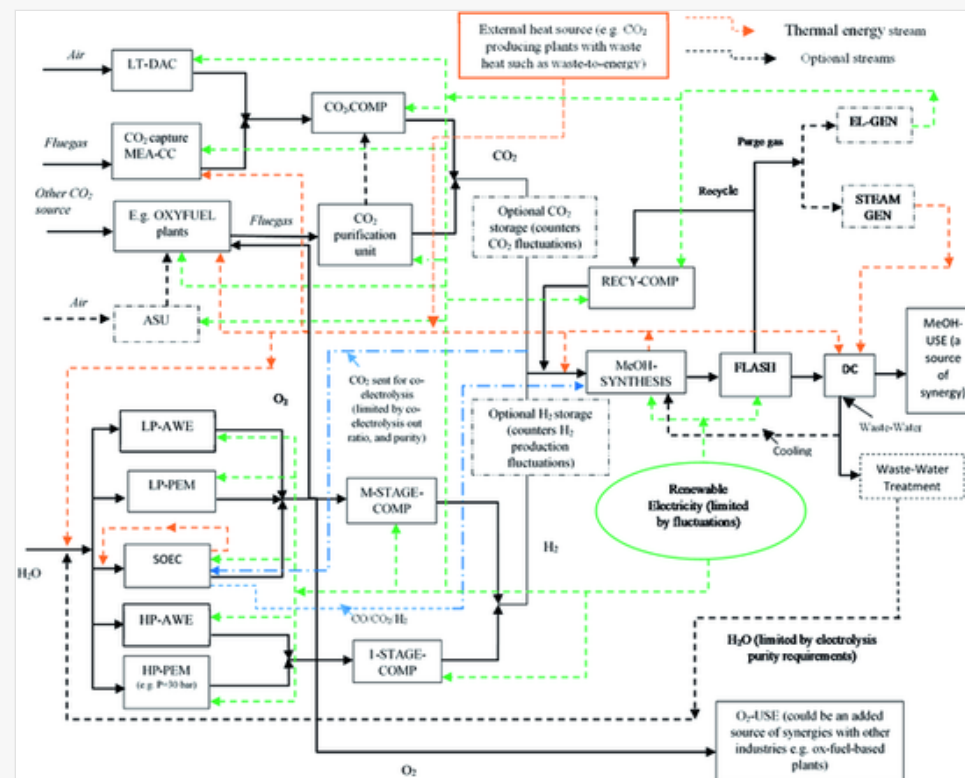 Air
LT-DAC
Fluegas
CO2 capture
MEA-CC
Other CO2
source
E.g. OXYFUEL
plants
Fluegas
Air
ASU
CO2 COMP
CO2
purification
unit
External heat source (e.g. CO2
producing plants with waste
heat such as waste-to-energy)
Thermal energy stream
Optional streams
CO2
Optional CO2
storage (counters
CO2 fluctuations)
Recycle
Purge gas
EL-GEN
STEAM
GEN
RECY-COMP
MeOH-
SYNTHESIS
FLASH
DC
MeOH-
USE (a
source
of
synergy)
Waste-Water
Cooling
Waste-Water
Treatment
CO2 sent for co-
electrolysis
(limited by co-
electrolysis out
ratio, and purity)
Optional H2 storage
(counters H2
production
fluctuations)
Renewable
Electricity (limited
by fluctuations)
O2
LP-AWE
LP-PEM
SOEC
HP-AWE
HP-PEM
(e.g. P=30 bar)
H2O
M-STAGE-
COMP
H2
CO/CO2/H2
1-STAGE-
COMP
H2O (limited by electrolysis
purity requirements)
O2-USE (could be an added
source of synergies with other
industries e.g. ox-fuel-based
plants)
O2